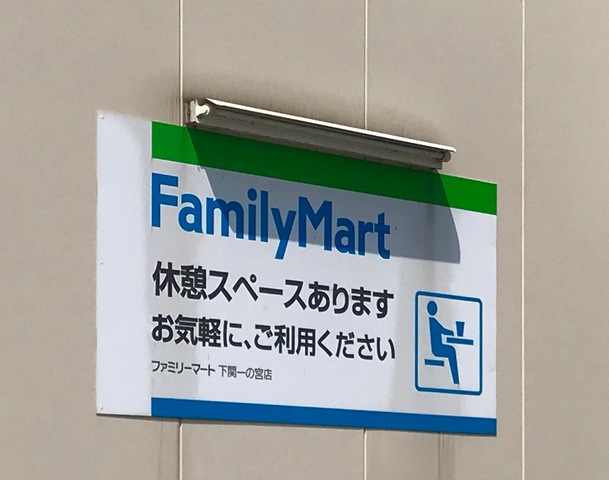 FamilyMart
休憩スペースあります
お気軽に、ご利用ください
ファミリーマート 下関一の宮店